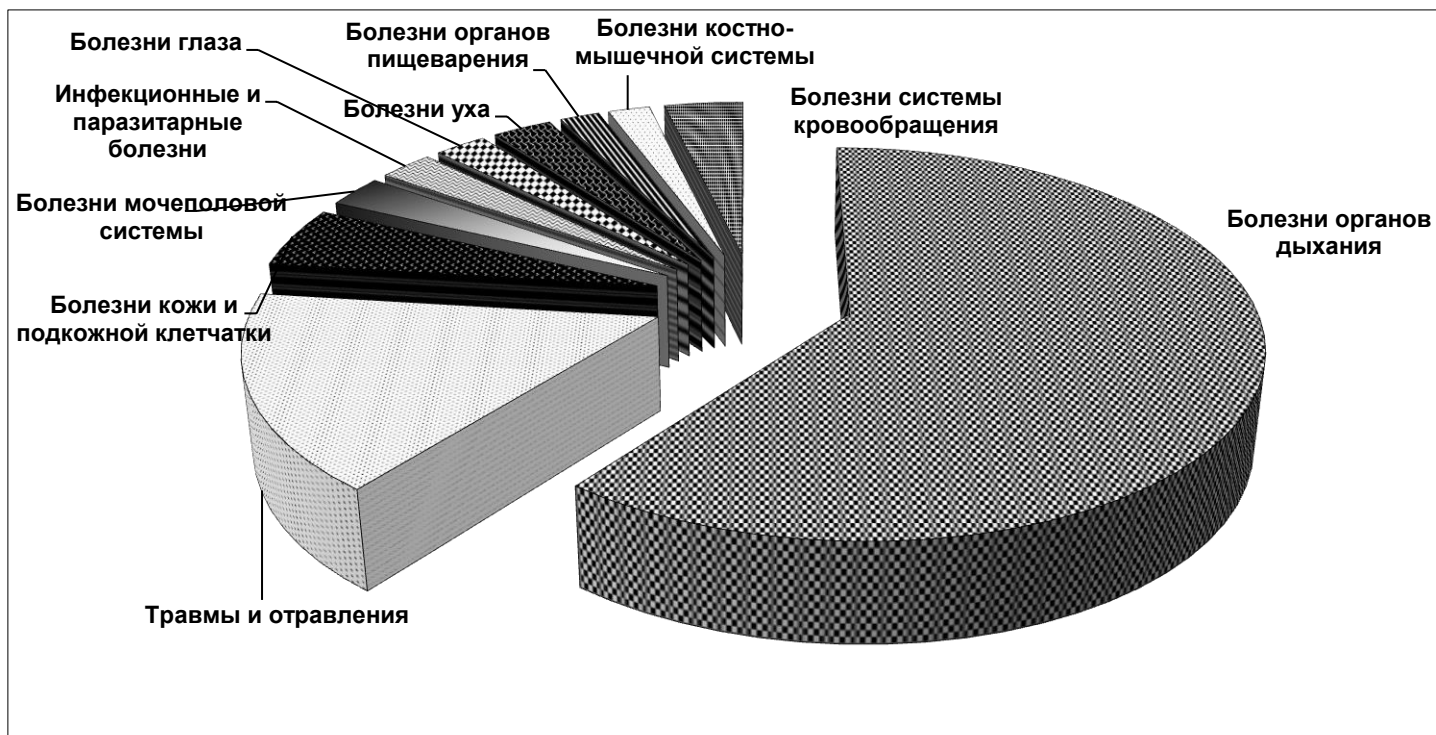 Болезни глаза
Болезни органов
пищеварения
Болезни костно-
мышечной системы
Инфекционные и
паразитарные
болезни
Болезни уха
Болезни системы
кровообращения
Болезни мочеполовой
системы
Болезни органов
дыхания
Болезни кожи и
подкожной клетчатки
Травмы и отравления